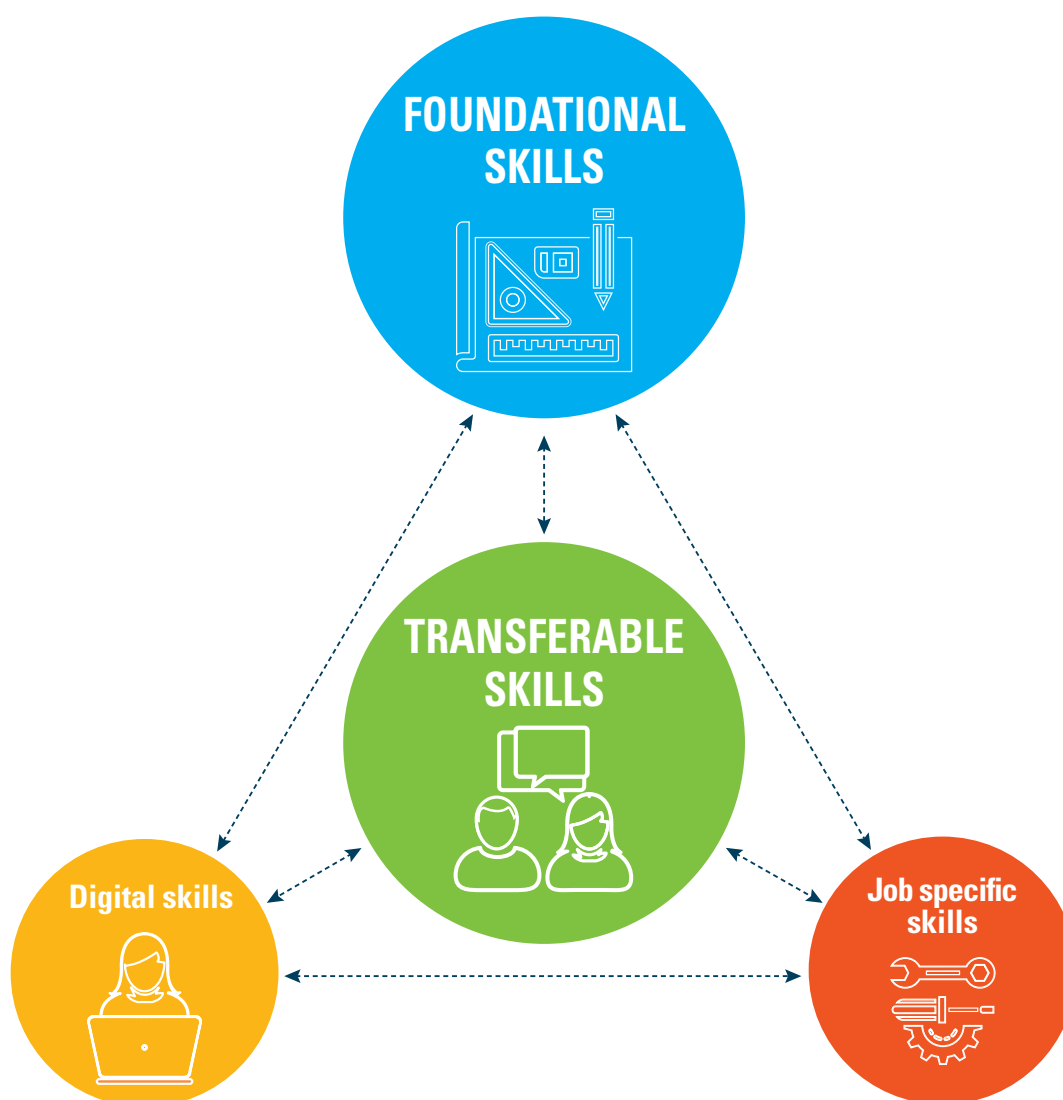 FOUNDATIONAL
SKILLS
TRANSFERABLE
SKILLS
Digital skills
Job specific
skills